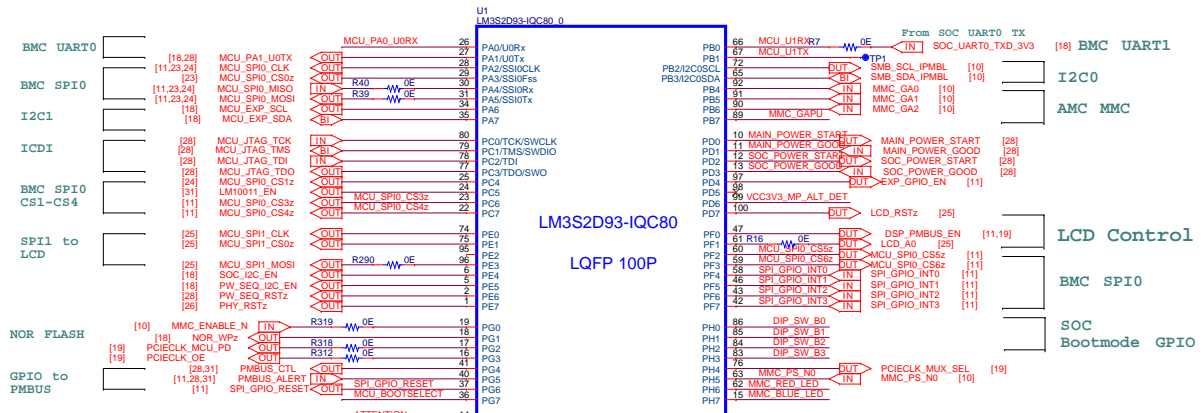 U1
LM3S2D93-IQC80_0
From SOC UART0 TX
BMC UART0
MCU_PA0_U0RX 26 PA0/U0Rx
[18,28] MCU_PA1_U0TX OUT 27 PA1/U0Tx
BMC SPI0
[11,23,24] MCU_SPI0_CLK OUT 28 PA2/SSI0CLK
[23] MCU_SPI0_CS0z OUT 29 PA3/SSI0Fss
[11,23,24] MCU_SPI0_MISO IN R40 0E 30 PA4/SSI0Rx
[11,23,24] MCU_SPI0_MOSI OUT R39 0E 31 PA5/SSI0Tx
I2C1
[18] MCU_EXP_SCL OUT 34 PA6
[18] MCU_EXP_SDA BI 35 PA7
ICDI
[28] MCU_JTAG_TCK IN 80 PC0/TCK/SWCLK
[28] MCU_JTAG_TMS BI 79 PC1/TMS/SWDIO
[28] MCU_JTAG_TDI IN 78 PC2/TDI
[28] MCU_JTAG_TDO OUT 77 PC3/TDO/SWO
BMC SPI0
CS1~CS4
[24] MCU_SPI0_CS1z OUT 25 PC4
[31] LM10011_EN OUT 24 PC5
[11] MCU_SPI0_CS3z OUT MCU_SPI0_CS3z 23 PC6
[11] MCU_SPI0_CS4z OUT MCU_SPI0_CS4z 22 PC7
SPI1 to
LCD
[25] MCU_SPI1_CLK OUT 74 PE0
[25] MCU_SPI1_CS0z OUT 75 PE1
95 PE2
[25] MCU_SPI1_MOSI OUT R290 0E 96 PE3
[18] SOC_I2C_EN OUT 6 PE4
[18] PW_SEQ_I2C_EN OUT 5 PE5
[28] PW_SEQ_RSTz OUT 2 PE6
[26] PHY_RSTz OUT 1 PE7
NOR FLASH
[10] MMC_ENABLE_N IN R319 0E 19 PG0
[18] NOR_WPz OUT 18 PG1
[19] PCIECLK_MCU_PD OUT R318 0E 17 PG2
[19] PCIECLK_OE OUT R312 0E 16 PG3
GPIO to
PMBUS
[28,31] PMBUS_CTL OUT 41 PG4
[11,28,31] PMBUS_ALERT IN 40 PG5
[11] SPI_GPIO_RESET OUT SPI_GPIO_RESET 37 PG6
MCU_BOOTSELECT 36 PG7
ATTENTION 14
LM3S2D93-IQC80
LQFP 100P
PB0 66 MCU_U1RX R7 0E IN SOC_UART0_TXD_3V3 [18] BMC UART1
PB1 67 MCU_U1TX TP1
PB2/I2C0SCL 72 OUT SMB_SCL_IPMBL [10]
PB3/I2C0SDA 65 BI SMB_SDA_IPMBL [10]
I2C0
PB4 92 IN MMC_GA0 [10]
PB5 91 IN MMC_GA1 [10]
PB6 90 IN MMC_GA2 [10]
PB7 89 MMC_GAPU
AMC MMC
PD0 10 MAIN_POWER_START OUT MAIN_POWER_START [28]
PD1 11 MAIN_POWER_GOOD IN MAIN_POWER_GOOD [28]
PD2 12 SOC_POWER_START OUT SOC_POWER_START [28]
PD3 13 SOC_POWER_GOOD IN SOC_POWER_GOOD [28]
PD4 97 OUT EXP_GPIO_EN [11]
PD5 98
PD6 99 VCC3V3_MP_ALT_DET
PD7 100 OUT LCD_RSTz [25]
PF0 47 OUT DSP_PMBUS_EN [11,19]
PF1 61 R16 0E OUT LCD_A0 [25]
LCD Control
PF2 60 MCU_SPI0_CS5z OUT MCU_SPI0_CS5z [11]
PF3 59 MCU_SPI0_CS6z OUT MCU_SPI0_CS6z [11]
PF4 58 SPI_GPIO_INT0 IN SPI_GPIO_INT0 [11]
PF5 46 SPI_GPIO_INT1 IN SPI_GPIO_INT1 [11]
PF6 43 SPI_GPIO_INT2 IN SPI_GPIO_INT2 [11]
PF7 42 SPI_GPIO_INT3 IN SPI_GPIO_INT3 [11]
BMC SPI0
PH0 86 DIP_SW_B0
PH1 85 DIP_SW_B1
PH2 84 DIP_SW_B2
PH3 83 DIP_SW_B3
SOC
Bootmode GPIO
PH4 76 OUT PCIECLK_MUX_SEL [19]
PH5 63 MMC_PS_N0 IN MMC_PS_N0 [10]
PH6 62 MMC_RED_LED
PH7 15 MMC_BLUE_LED